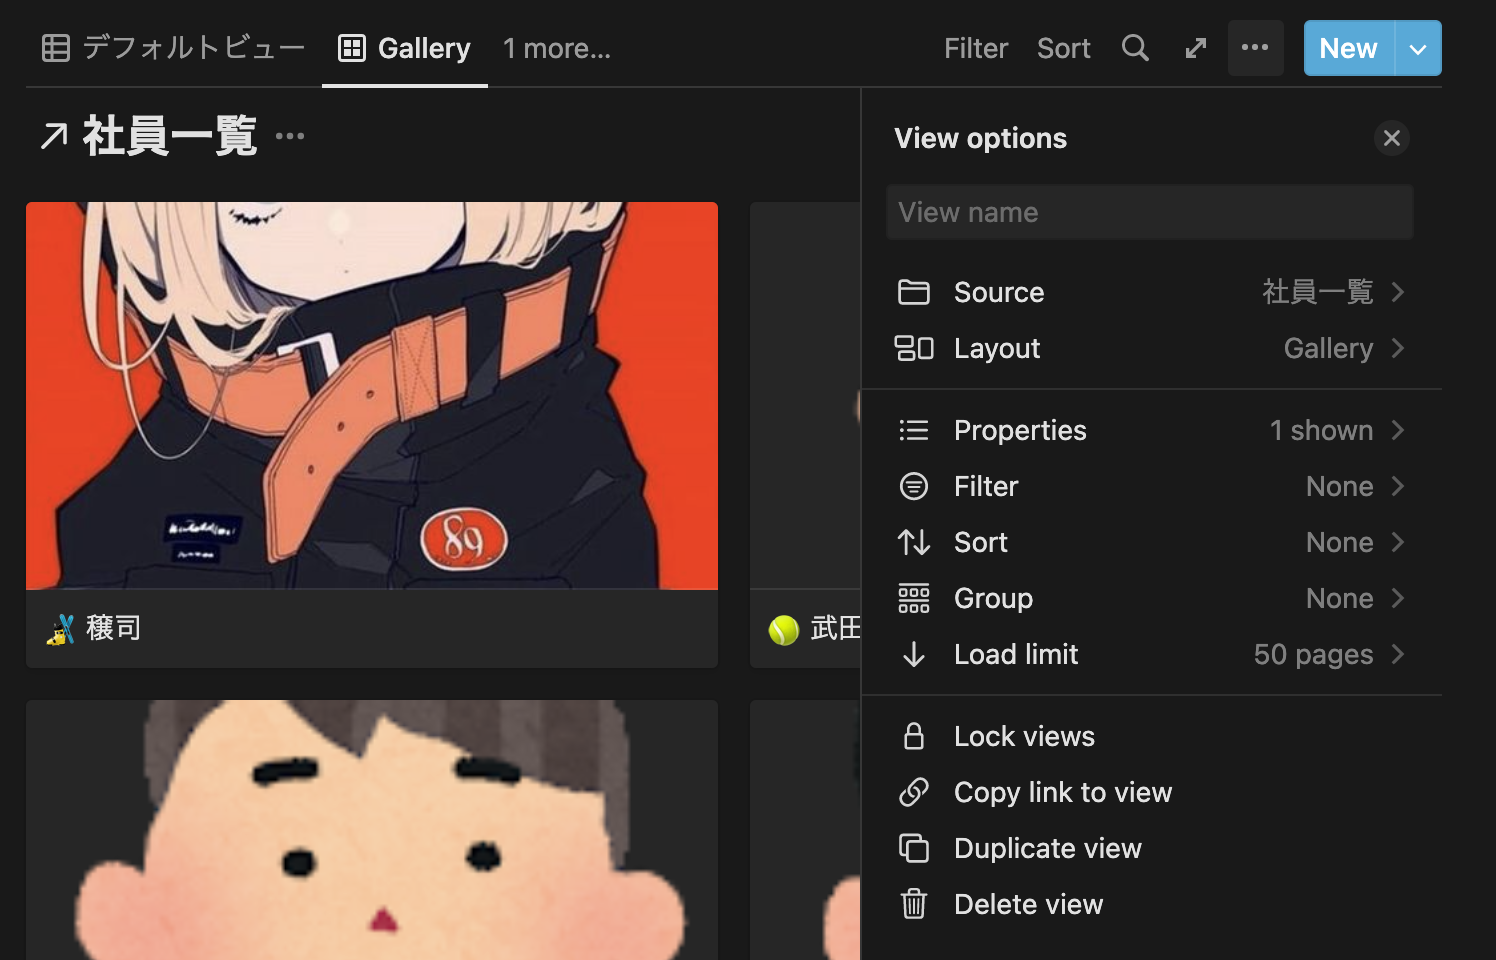 デフォルトビュー Gallery 1 more... Filter Sort New
社員一覧
View options
View name
Source 社員一覧
Layout Gallery
Properties 1 shown
Filter None
Sort None
Group None
Load limit 50 pages
Lock views
Copy link to view
Duplicate view
Delete view
89
穣司
武田